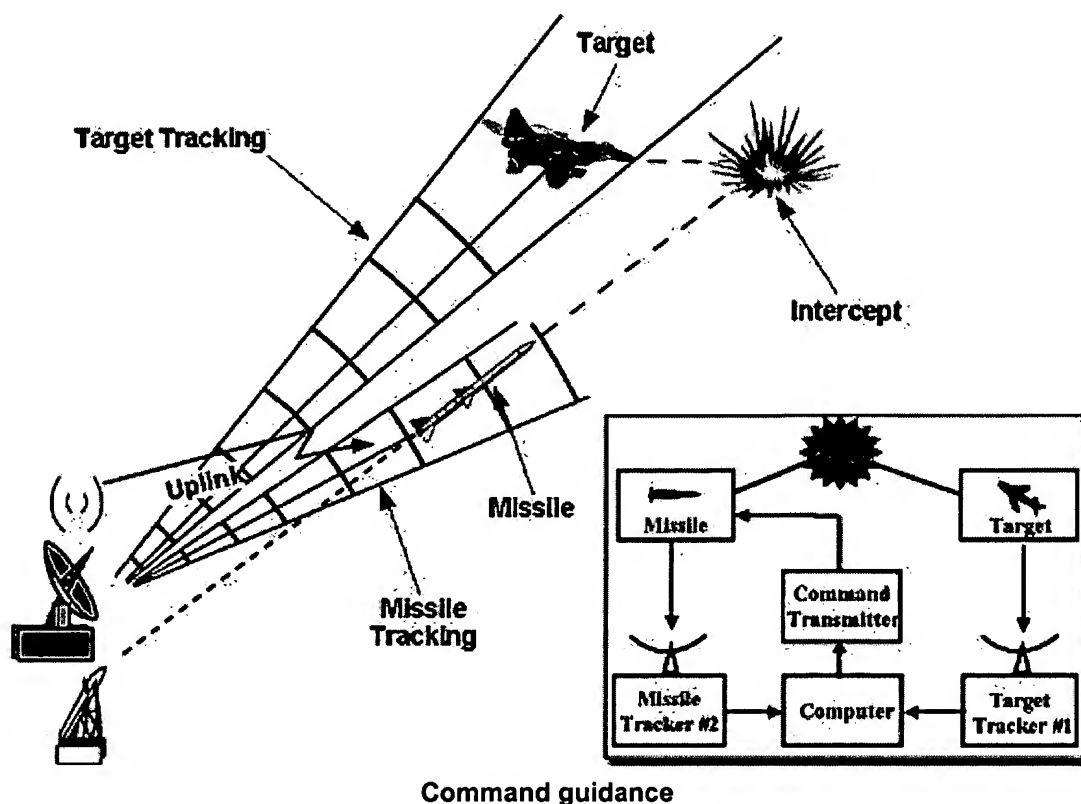 Target
Target Tracking
Intercept
Uplink
Missile
Missile
Tracking
Missile
Target
Command
Transmitter
Missile
Tracker #2
Computer
Target
Tracker #1
Command guidance